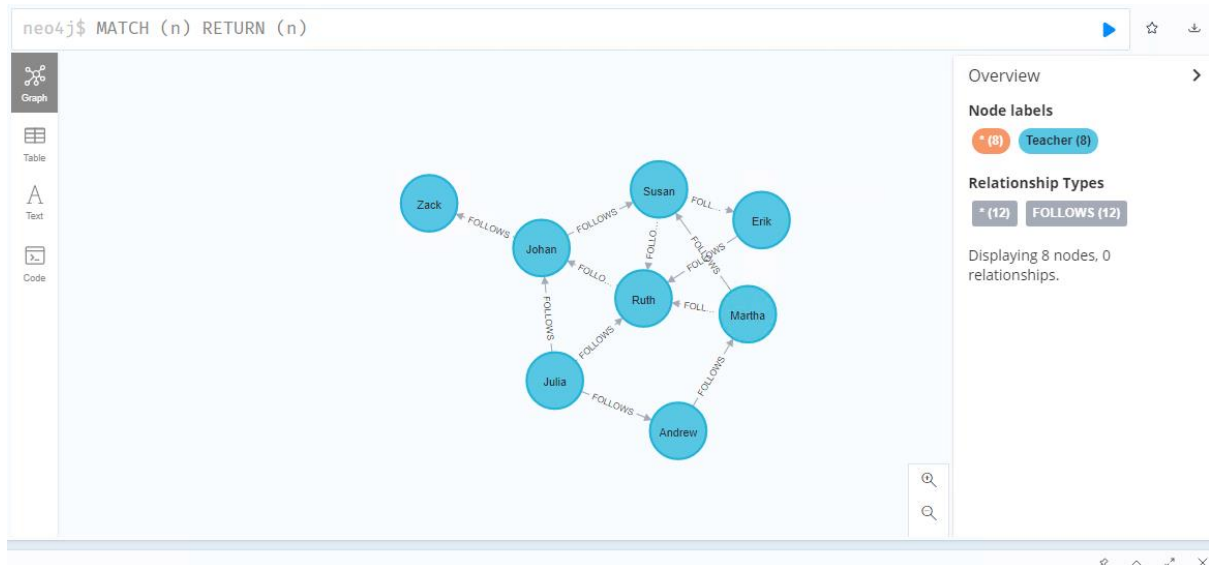 neo4j$ MATCH (n) RETURN (n)
Graph
Table
A
Text
Code
Zack
FOLLOWS
Johan
FOLLOWS
Susan
FOLL...
Erik
FOLLO...
FOLLOWS
FOLLOWS
FOLLO...
Ruth
FOLL...
Martha
FOLLOWS
FOLLOWS
Julia
FOLLOWS
FOLLOWS
Andrew
Overview
Node labels
* (8) Teacher (8)
Relationship Types
* (12) FOLLOWS (12)
Displaying 8 nodes, 0
relationships.